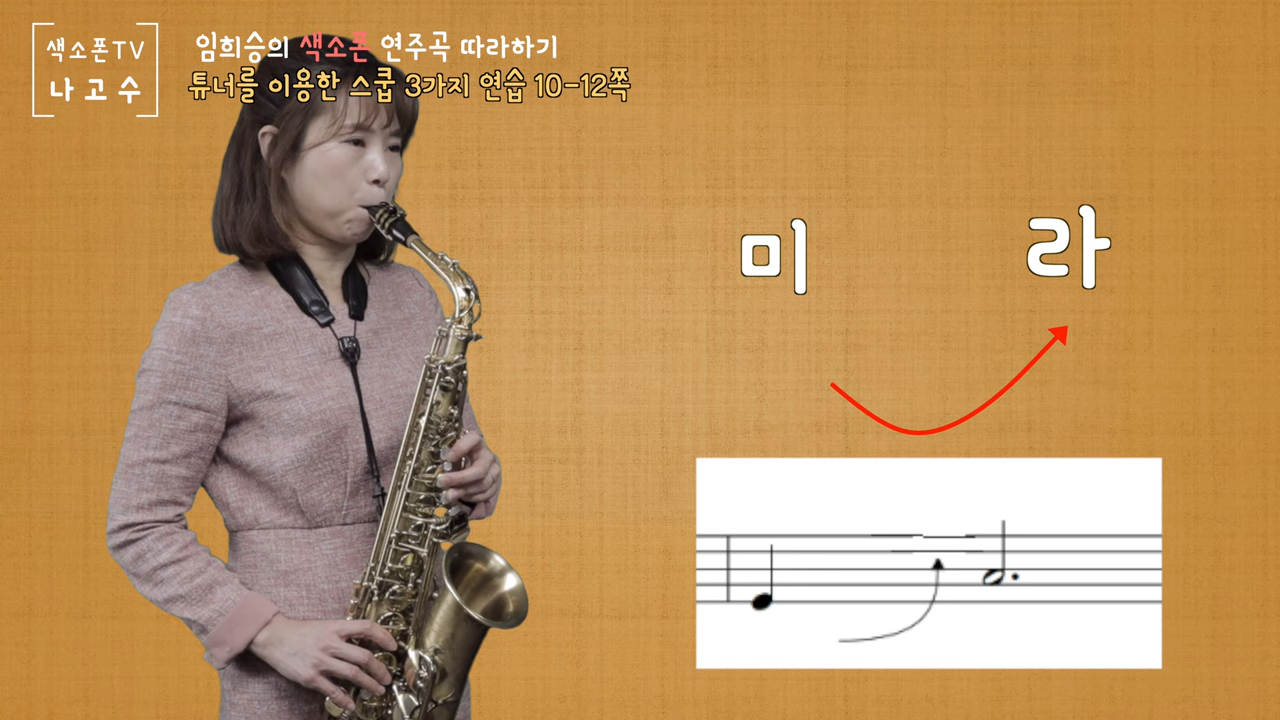 색소폰TV
나고수
임희승의 색소폰 연주곡 따라하기
튜너를 이용한 스쿱 3가지 연습 10-12쪽
미 라